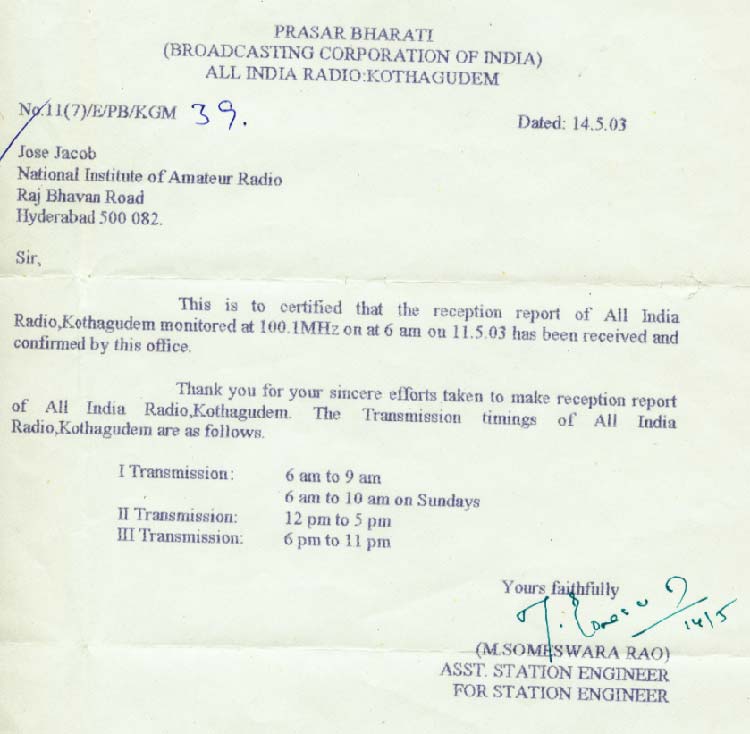 PRASAR BHARATI
(BROADCASTING CORPORATION OF INDIA)
ALL INDIA RADIO:KOTHAGUDEM
No.11(7)/E/PB/KGM 39.
Dated: 14.5.03
Jose Jacob
National Institute of Amateur Radio
Raj Bhavan Road
Hyderabad 500 082.
Sir,
This is to certified that the reception report of All India
Radio,Kothagudem monitored at 100.1MHz on at 6 am on 11.5.03 has been received and
confirmed by this office.
Thank you for your sincere efforts taken to make reception report
of All India Radio,Kothagudem. The Transmission timings of All India
Radio,Kothagudem are as follows.
I Transmission: 6 am to 9 am
6 am to 10 am on Sundays
II Transmission: 12 pm to 5 pm
III Transmission: 6 pm to 11 pm
Yours faithfully
14/5
(M.SOMESWARA RAO)
ASST. STATION ENGINEER
FOR STATION ENGINEER